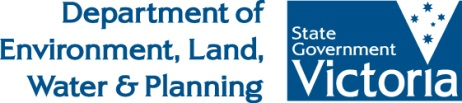 Department of
Environment, Land,
Water & Planning
State
Government
Victoria